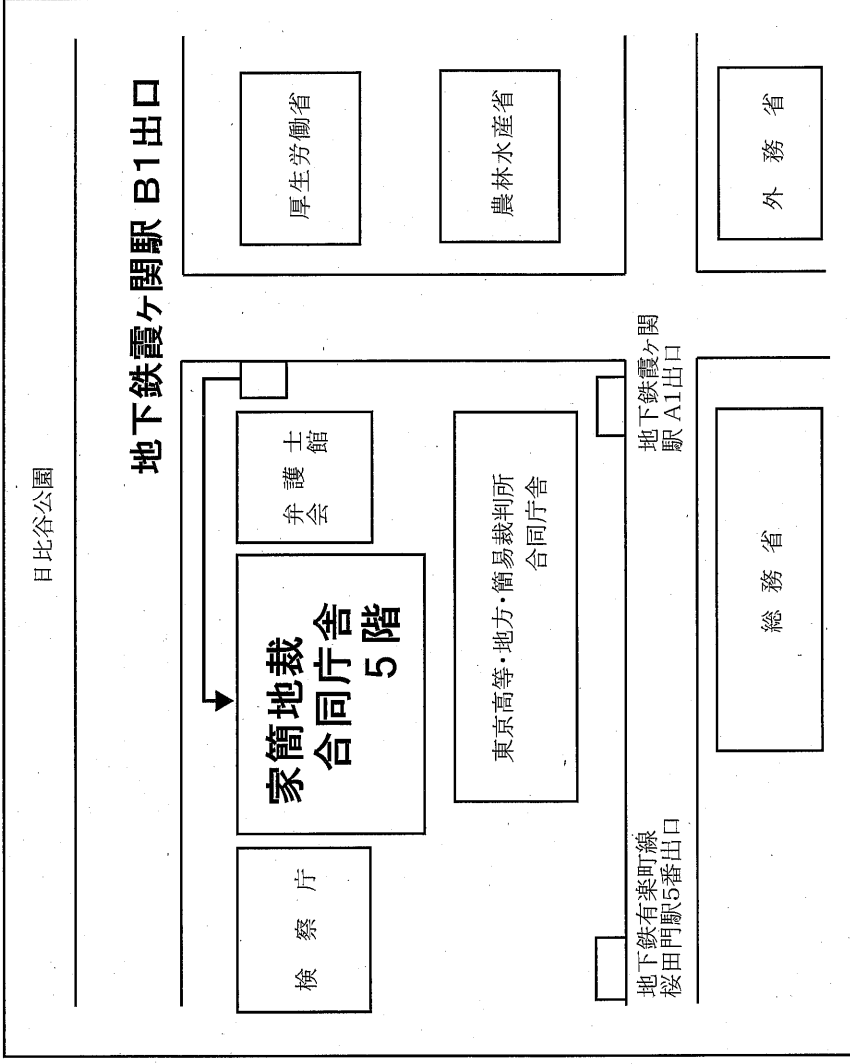 日比谷公園
地下鉄霞ヶ関駅 B1出口
厚生労働省
農林水産省
外務省
弁護士
会館
家簡地裁
合同庁舎
5階
検察庁
東京高等・地方・簡易裁判所
合同庁舎
地下鉄霞ヶ関
駅 A1出口
地下鉄有楽町線
桜田門駅5番出口
総務省